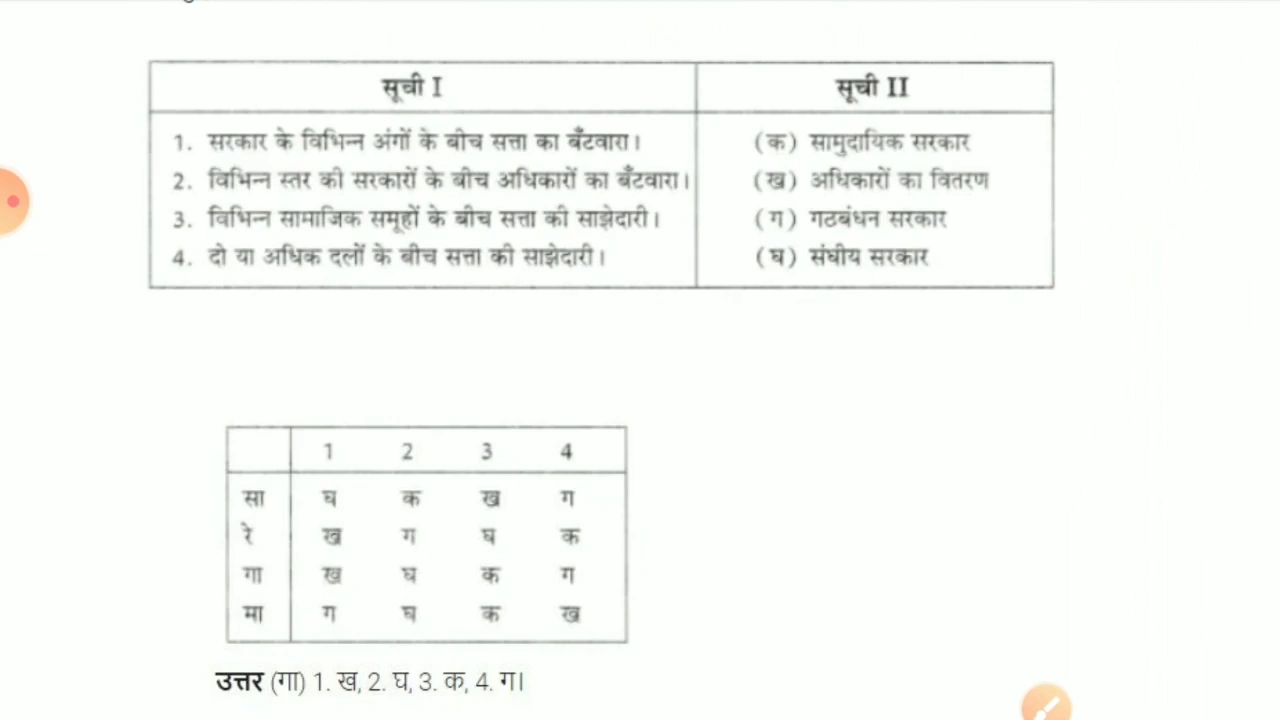 सूची I सूची II
1. सरकार के विभिन्न अंगों के बीच सत्ता का बँटवारा। (क) सामुदायिक सरकार
2. विभिन्न स्तर की सरकारों के बीच अधिकारों का बँटवारा। (ख) अधिकारों का वितरण
3. विभिन्न सामाजिक समूहों के बीच सत्ता की साझेदारी। (ग) गठबंधन सरकार
4. दो या अधिक दलों के बीच सत्ता की साझेदारी। (घ) संघीय सरकार
1 2 3 4
सा घ क ख ग
रे ख ग घ क
गा ख घ क ग
मा ग घ क ख
उत्तर (गा) 1. ख, 2. घ, 3. क, 4. ग।